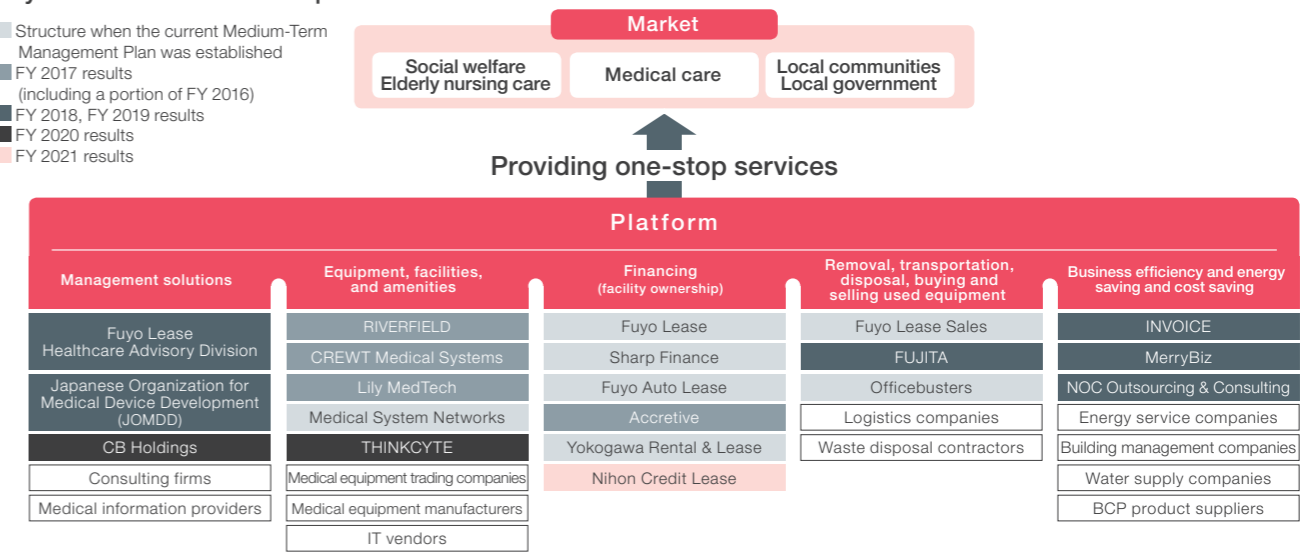 Structure when the current Medium-Term
Management Plan was established
FY 2017 results
(including a portion of FY 2016)
FY 2018, FY 2019 results
FY 2020 results
FY 2021 results
Market
Social welfare
Elderly nursing care
Medical care
Local communities
Local government
Providing one-stop services
Platform
Management solutions
Fuyo Lease
Healthcare Advisory Division
Japanese Organization for
Medical Device Development
(JOMDD)
CB Holdings
Consulting firms
Medical information providers
Equipment, facilities,
and amenities
RIVERFIELD
CREWT Medical Systems
Lily MedTech
Medical System Networks
THINKCYTE
Medical equipment trading companies
Medical equipment manufacturers
IT vendors
Financing
(facility ownership)
Fuyo Lease
Sharp Finance
Fuyo Auto Lease
Accretive
Yokogawa Rental & Lease
Nihon Credit Lease
Removal, transportation,
disposal, buying and
selling used equipment
Fuyo Lease Sales
FUJITA
Officebusters
Logistics companies
Waste disposal contractors
Business efficiency and energy
saving and cost saving
INVOICE
MerryBiz
NOC Outsourcing & Consulting
Energy service companies
Building management companies
Water supply companies
BCP product suppliers